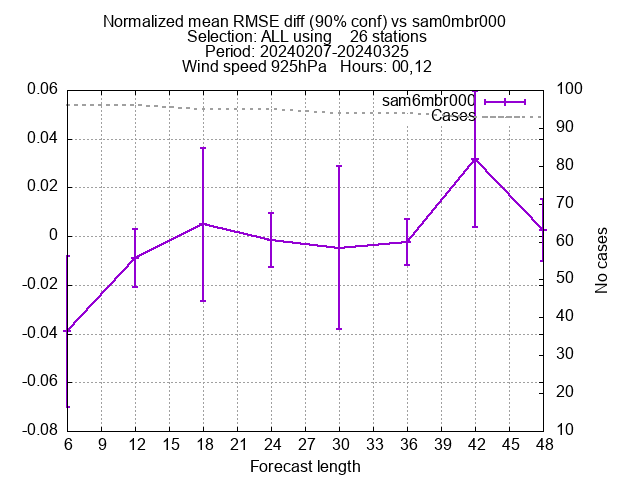 Normalized mean RMSE diff (90% conf) vs sam0mbr000
Selection: ALL using    26 stations
Period: 20240207-20240325
Wind speed 925hPa   Hours: 00,12
sam6mbr000
Cases
0.06
0.04
0.02
0
-0.02
-0.04
-0.06
-0.08
100
90
80
70
60
50
40
30
20
10
No cases
6 9 12 15 18 21 24 27 30 33 36 39 42 45 48
Forecast length